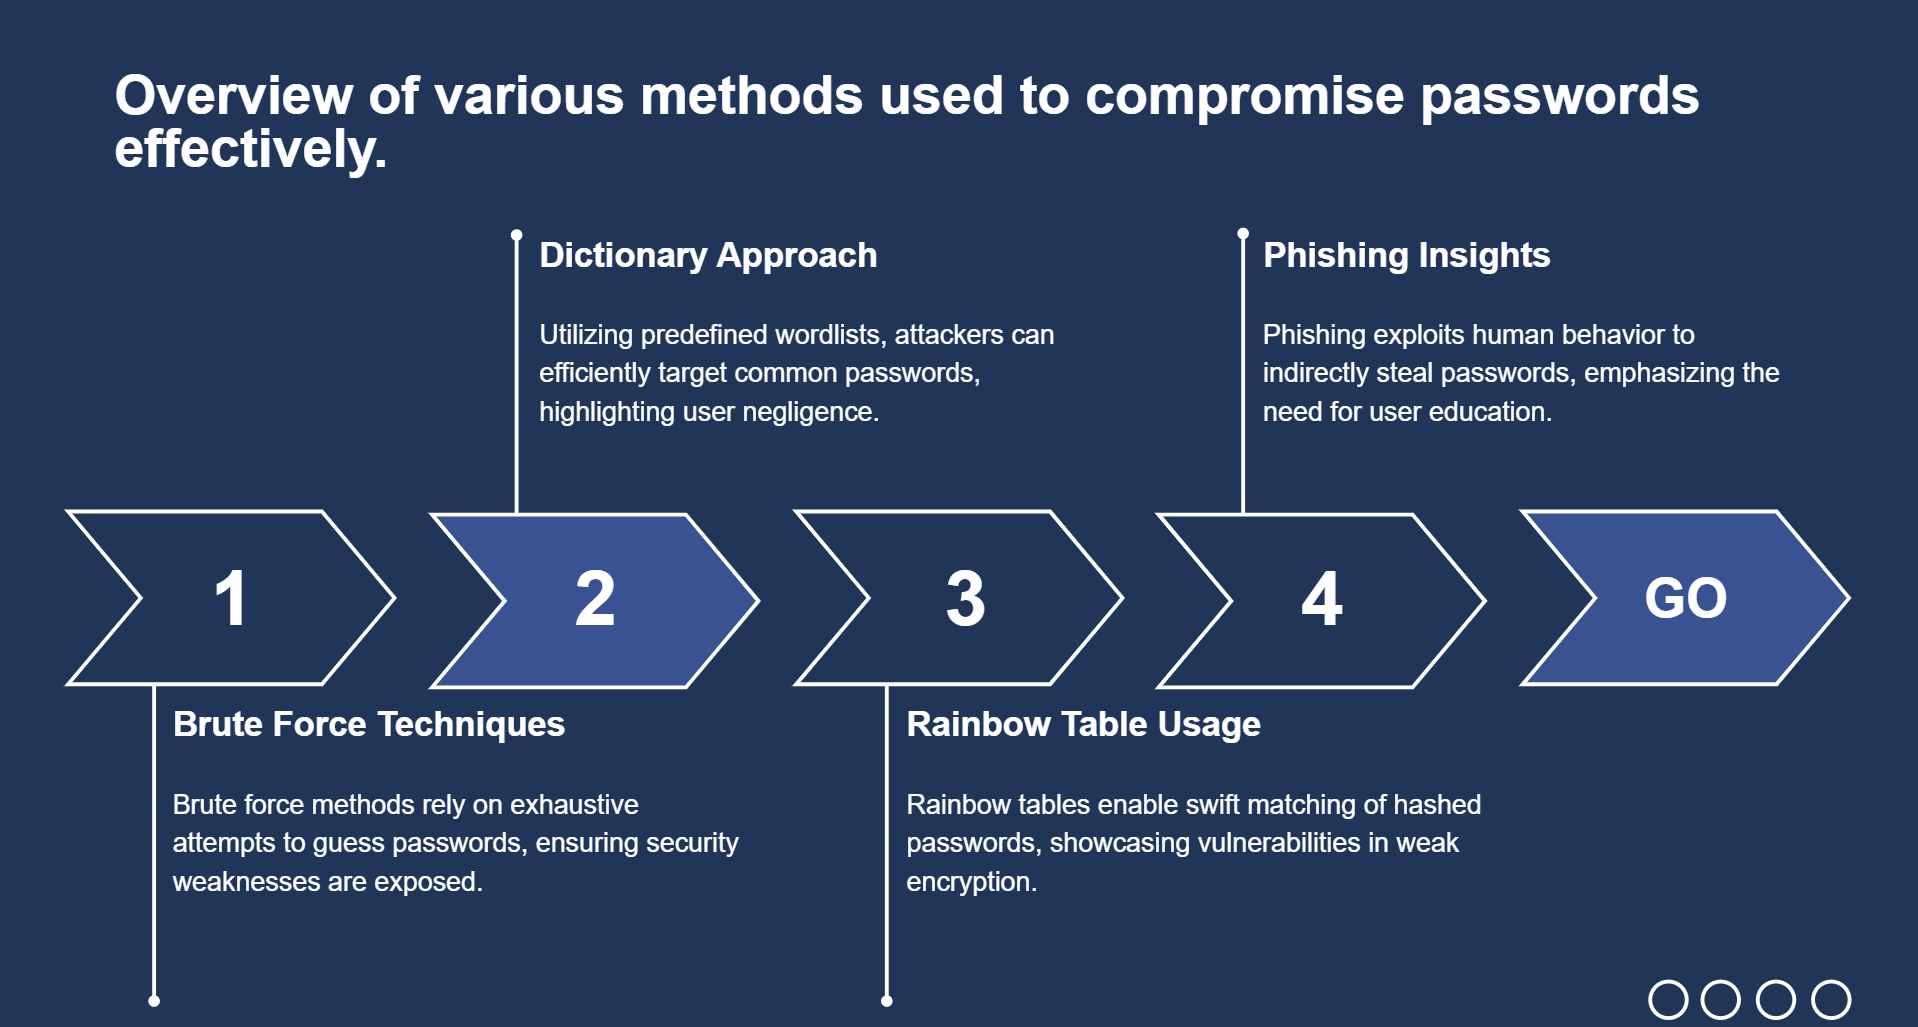 Overview of various methods used to compromise passwords
effectively.
Dictionary Approach
Utilizing predefined wordlists, attackers can
efficiently target common passwords,
highlighting user negligence.
Phishing Insights
Phishing exploits human behavior to
indirectly steal passwords, emphasizing the
need for user education.
1
2
3
4
GO
Brute Force Techniques
Brute force methods rely on exhaustive
attempts to guess passwords, ensuring security
weaknesses are exposed.
Rainbow Table Usage
Rainbow tables enable swift matching of hashed
passwords, showcasing vulnerabilities in weak
encryption.